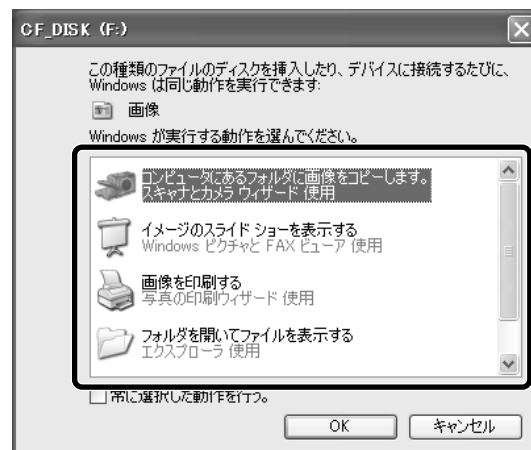 CF_DISK (F:)
この種類のファイルのディスクを挿入したり、デバイスに接続するたびに、
Windows は同じ動作を実行できます:
画像
Windows が実行する動作を選んでください。
コンピュータにあるフォルダに画像をコピーします。
スキャナとカメラ ウィザード 使用
イメージのスライド ショーを表示する
Windows ピクチャと FAX ビューア 使用
画像を印刷する
写真の印刷ウィザード 使用
フォルダを開いてファイルを表示する
エクスプローラ 使用
常に選択した動作を行う。
OK キャンセル